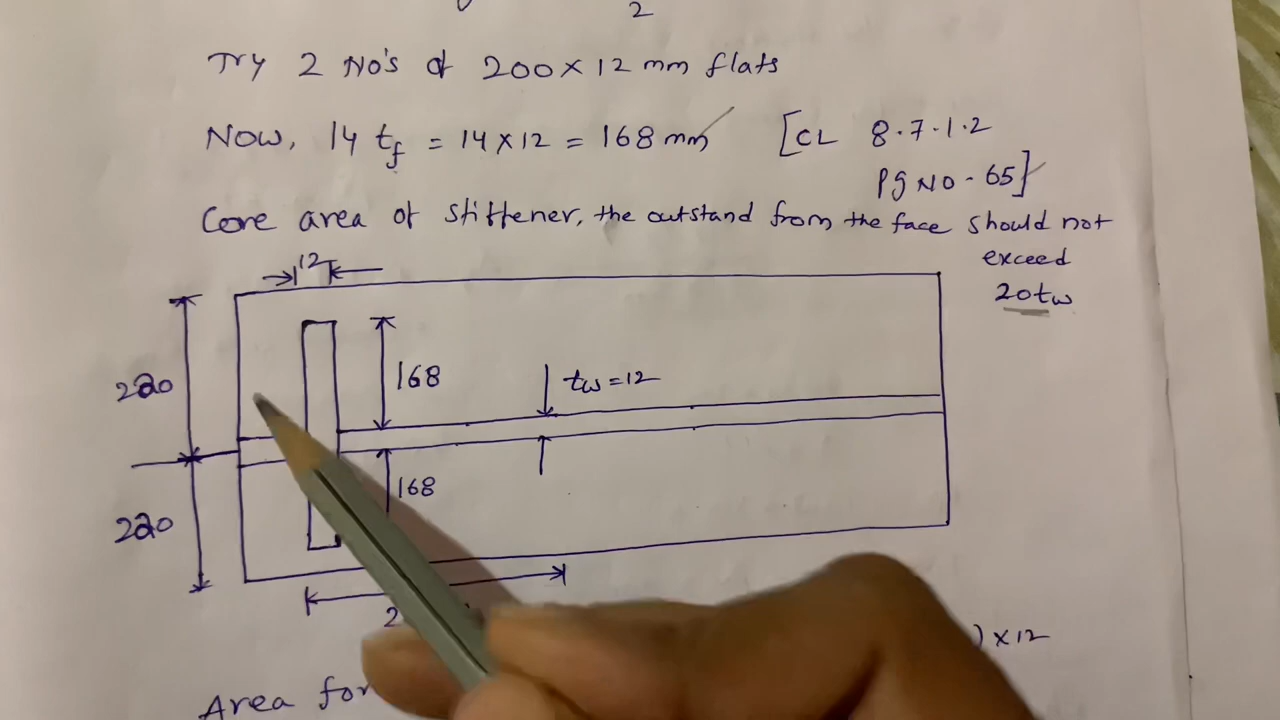 2
Try 2 No's of 200 × 12 mm flats
Now, 14 tf = 14 × 12 = 168 mm [CL 8.7.1.2
Pg NO - 65]
Core area of stiffener, the outstand from the face should not
exceed
20tw
12
220
168
tw = 12
220
168
2
) × 12
Area for